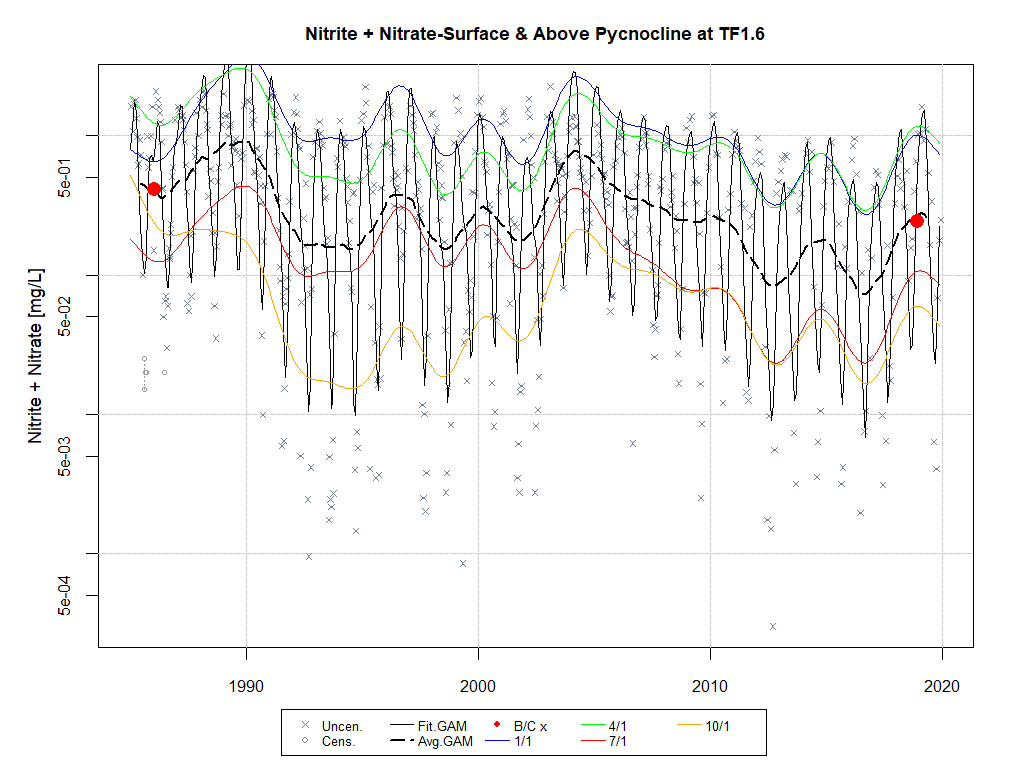 Nitrite + Nitrate-Surface & Above Pycnocline at TF1.6
Nitrite + Nitrate [mg/L]
5e-01
5e-02
5e-03
5e-04
1990 2000 2010 2020
Uncen. Fit.GAM B/C x 4/1 10/1
Cens. Avg.GAM 1/1 7/1